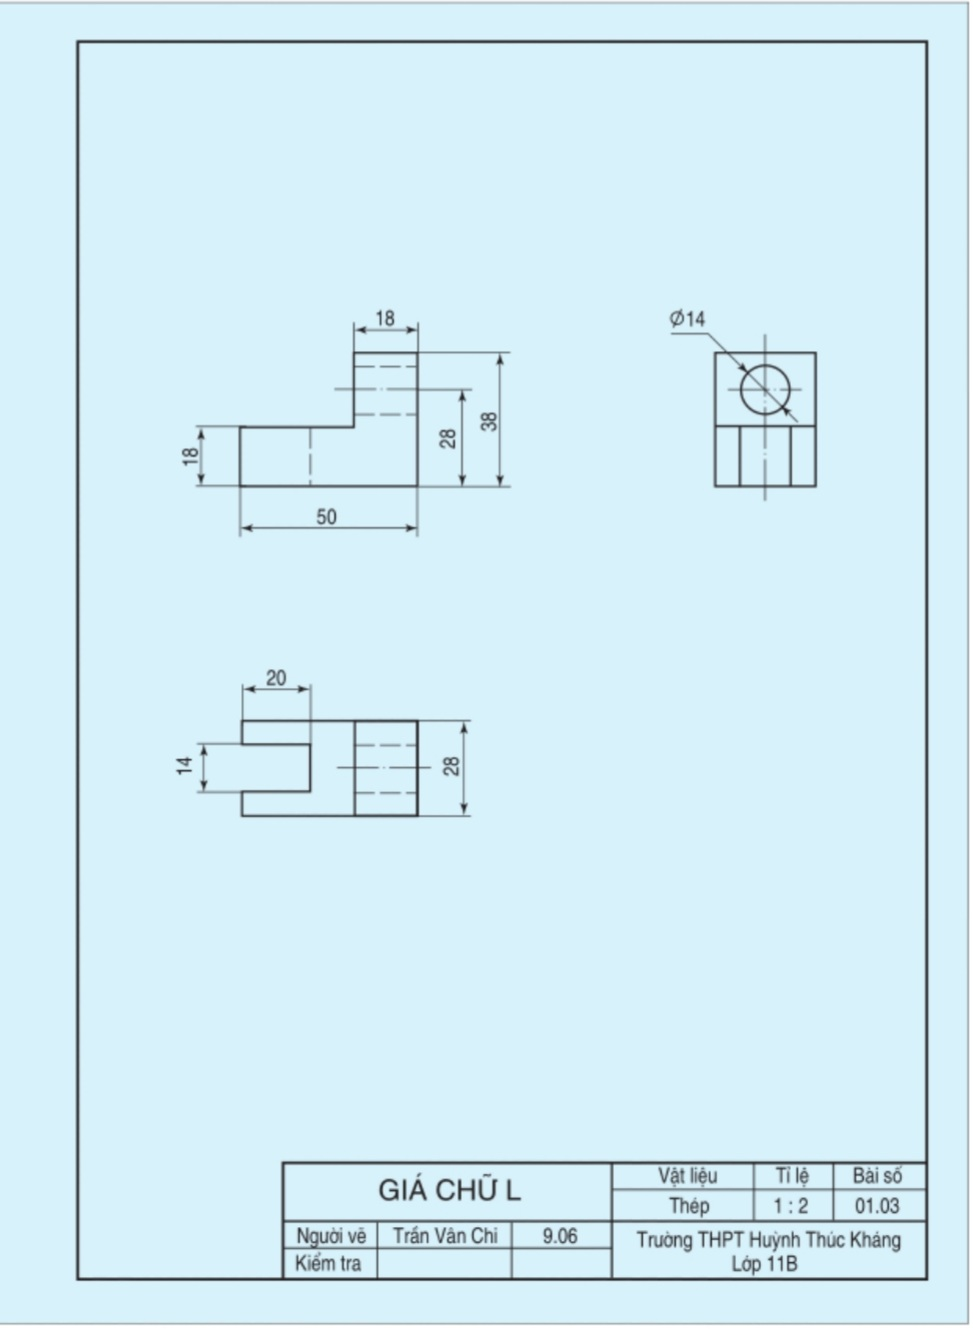 18
Ø14
38
28
18
50
20
14
28
GIÁ CHỮ L
Vật liệu
Tỉ lệ
Bài số
Thép
1 : 2
01.03
Người vẽ
Trần Văn Chi
9.06
Trường THPT Huỳnh Thúc Kháng
Kiểm tra
Lớp 11B